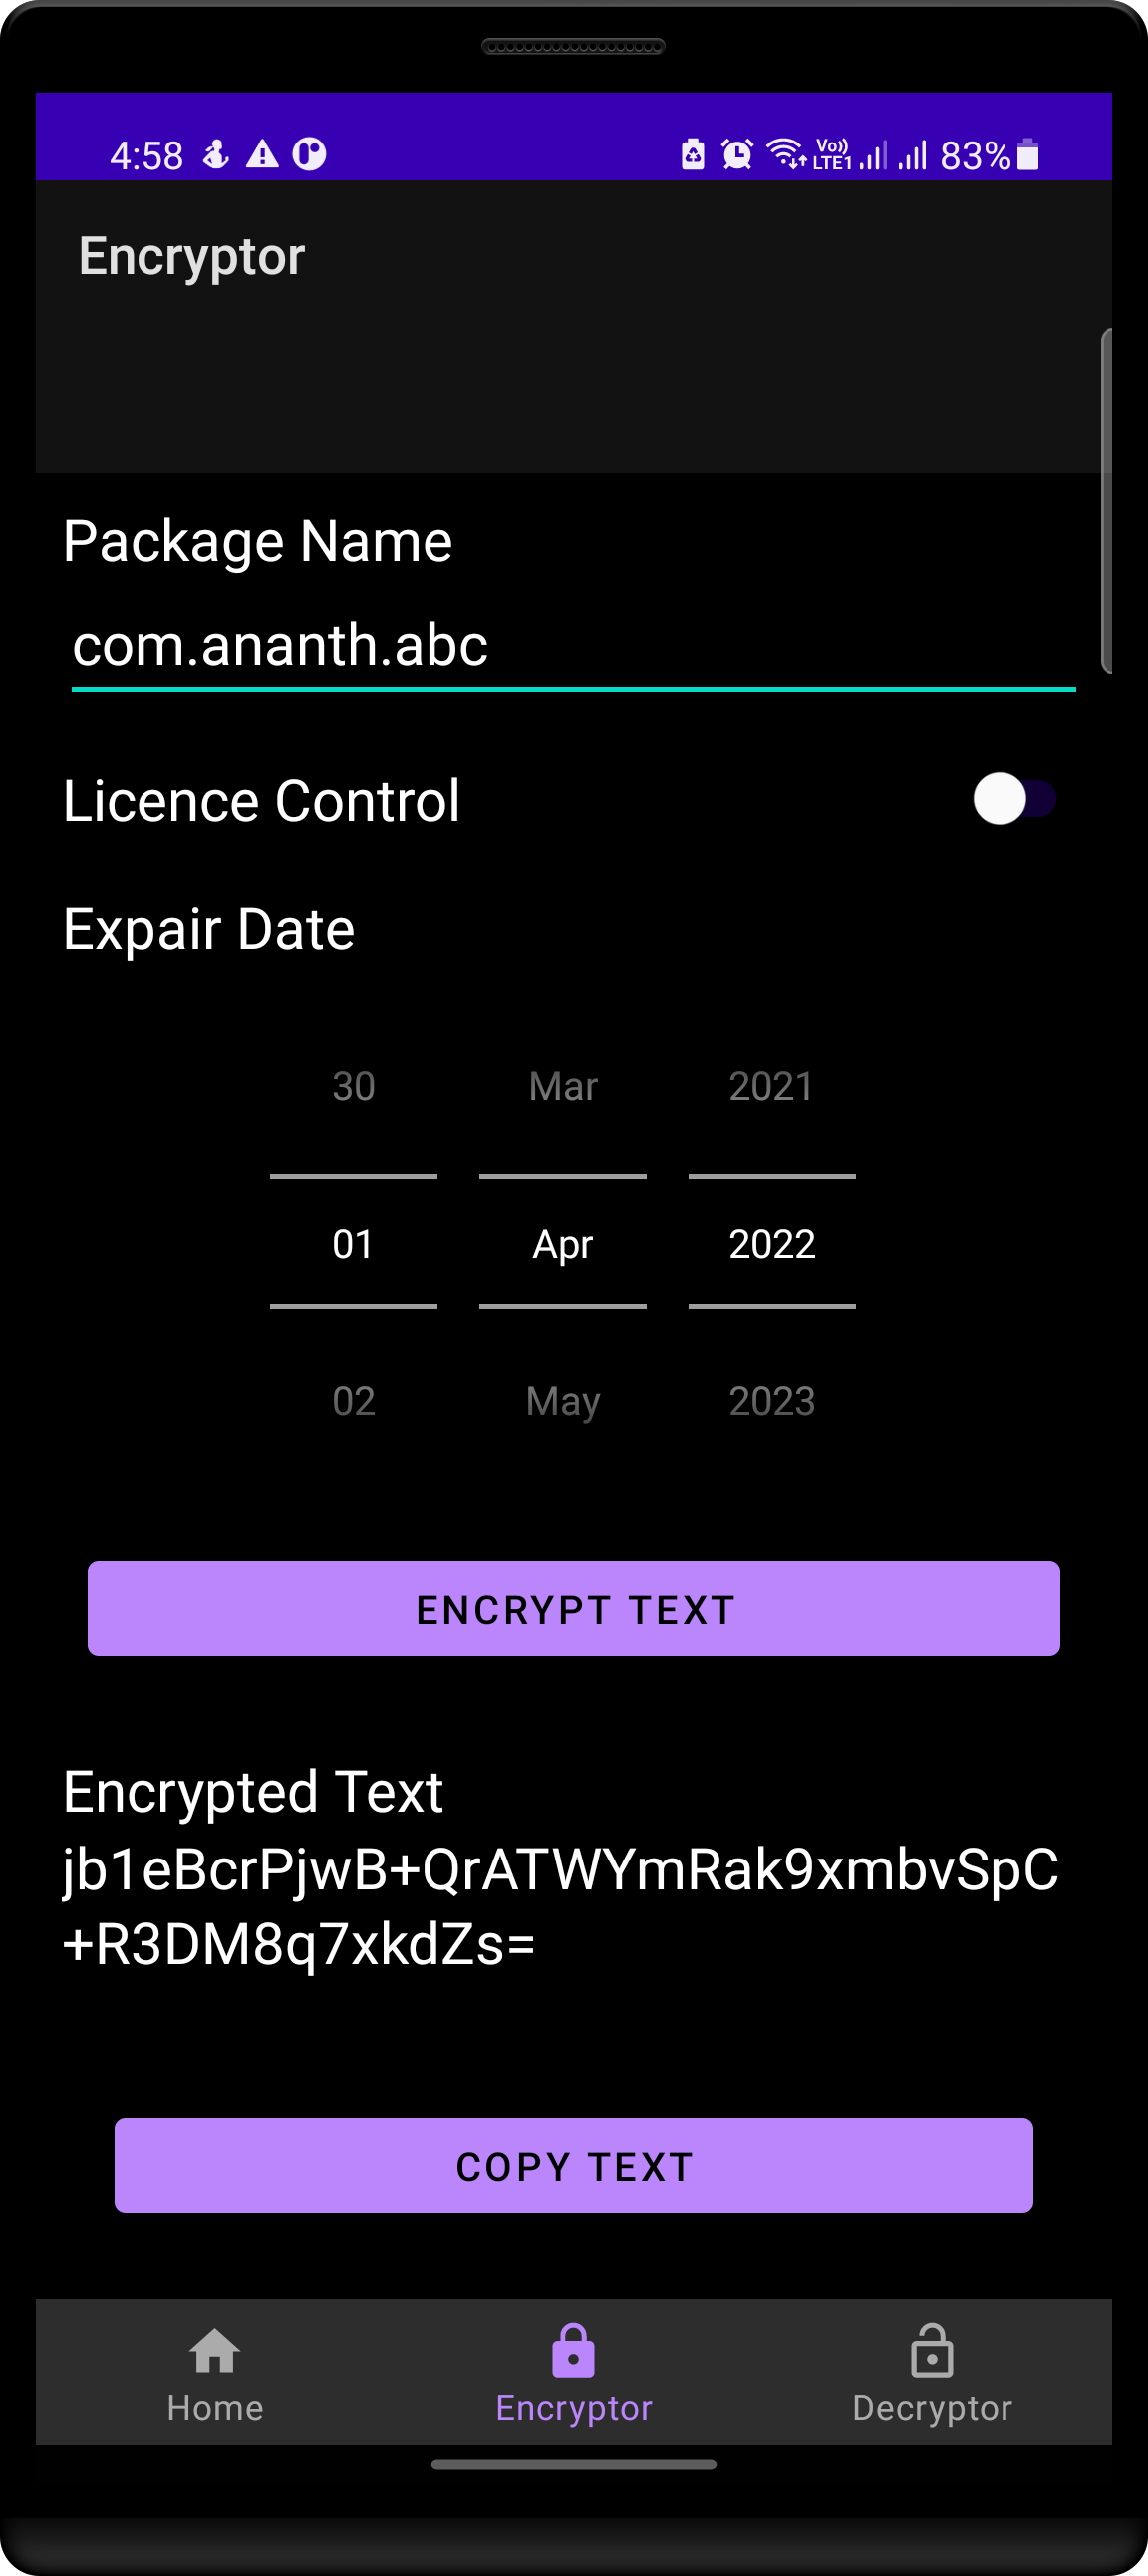 4:58 Vo)) LTE1 83%
Encryptor
Package Name
com.ananth.abc
Licence Control
Expair Date
30 Mar 2021
01 Apr 2022
02 May 2023
ENCRYPT TEXT
Encrypted Text
jb1eBcrPjwB+QrATWYmRak9xmbvSpC
+R3DM8q7xkdZs=
COPY TEXT
Home Encryptor Decryptor